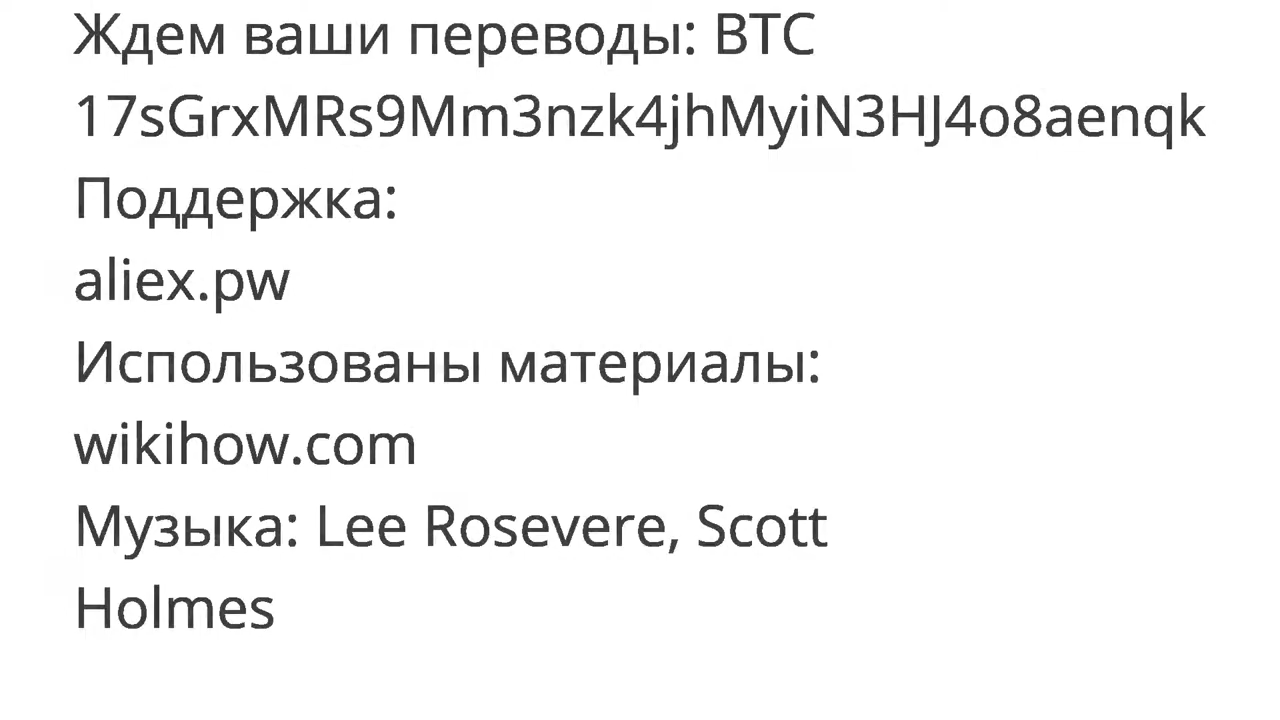 Ждем ваши переводы: BTC
17sGrxMRs9Mm3nzk4jhMyiN3HJ4o8aenqk
Поддержка:
aliex.pw
Использованы материалы:
wikihow.com
Музыка: Lee Rosevere, Scott
Holmes